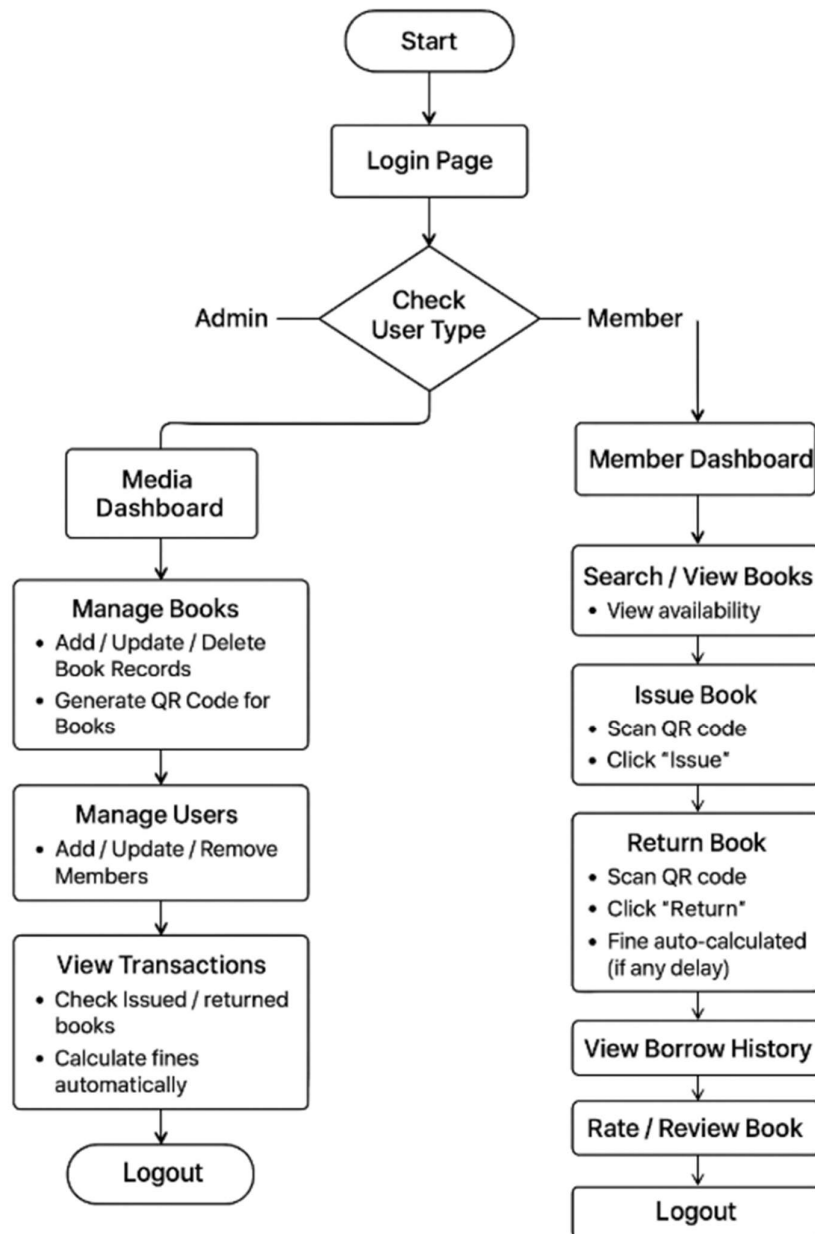 Start
Login Page
Check
User Type
Admin
Member
Media
Dashboard
Manage Books
• Add / Update / Delete
Book Records
• Generate QR Code for
Books
Manage Users
• Add / Update / Remove
Members
View Transactions
• Check Issued / returned
books
• Calculate fines
automatically
Logout
Member Dashboard
Search / View Books
• View availability
Issue Book
• Scan QR code
• Click "Issue"
Return Book
• Scan QR code
• Click "Return"
• Fine auto-calculated
(if any delay)
View Borrow History
Rate / Review Book
Logout